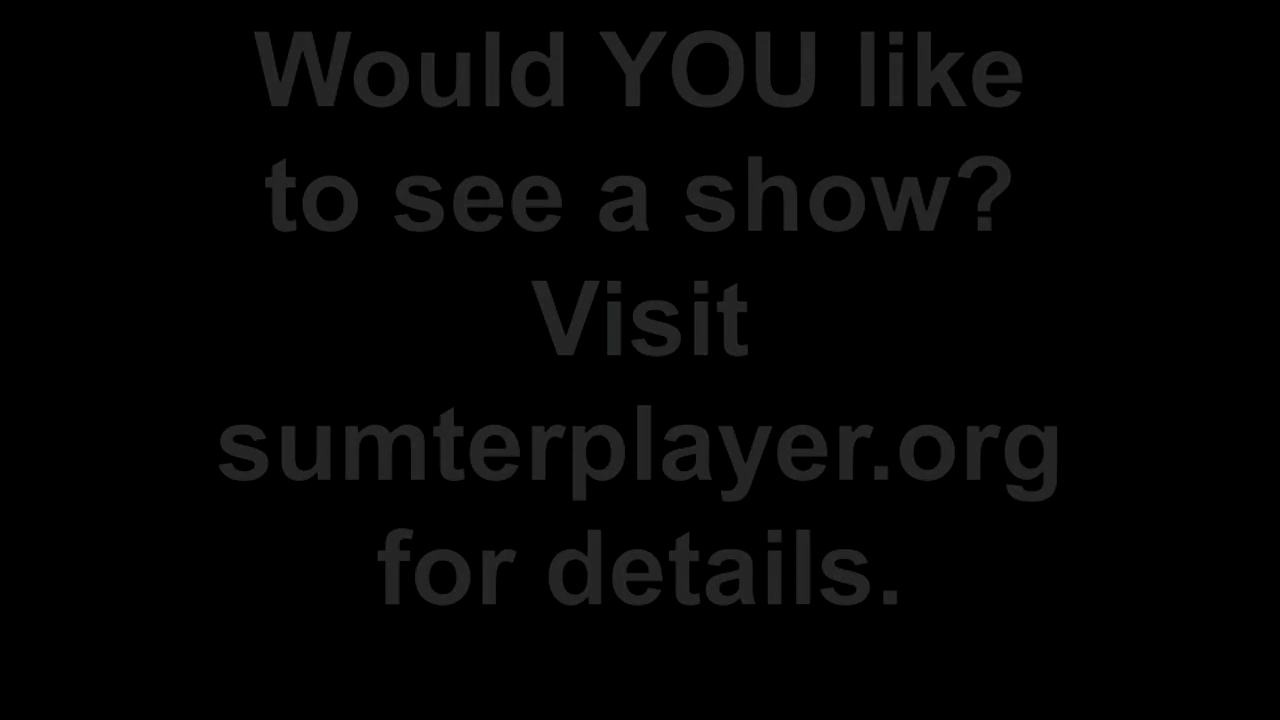 Would YOU like
to see a show?
Visit
sumterplayer.org
for details.